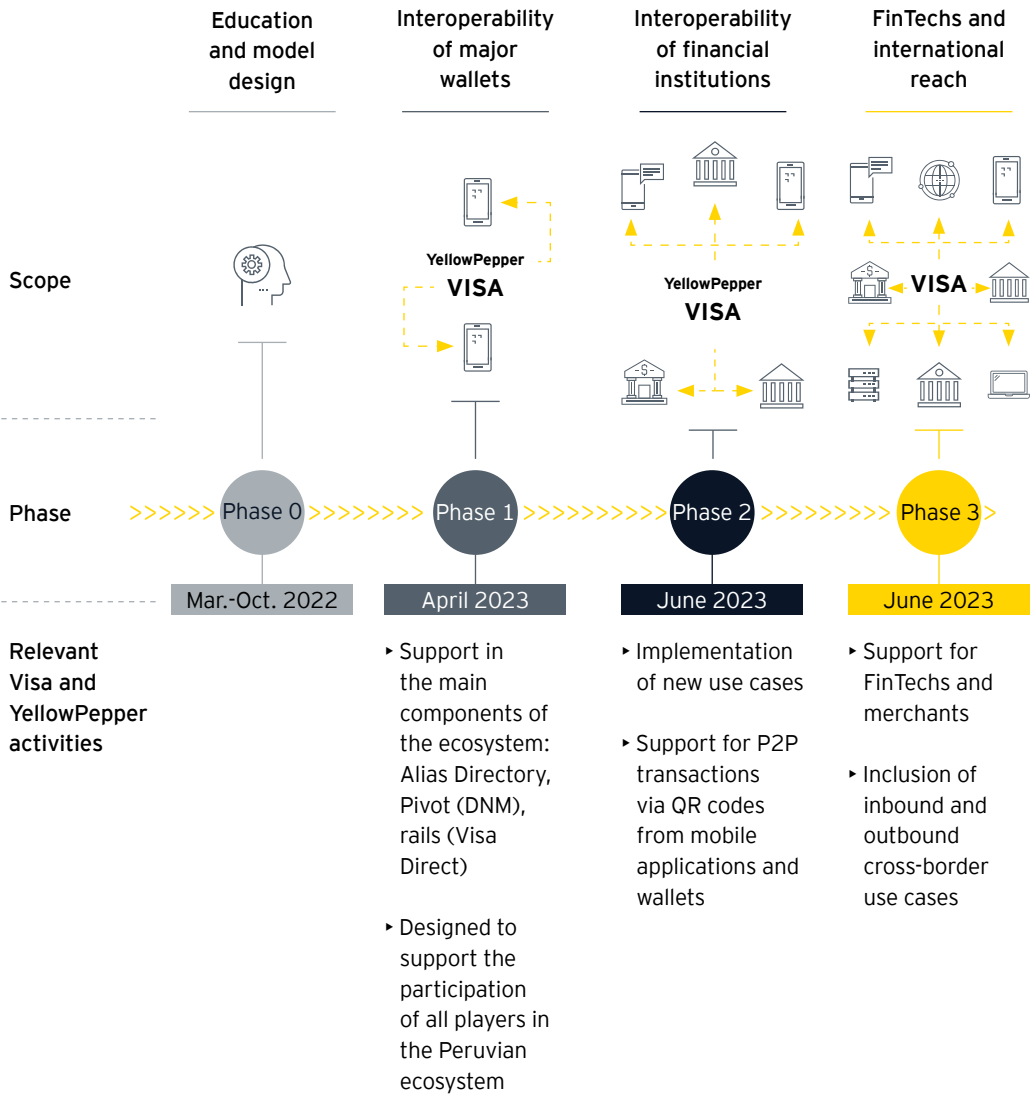 Education
and model
design
Interoperability
of major
wallets
Interoperability
of financial
institutions
FinTechs and
international
reach
Scope
YellowPepper
VISA
YellowPepper
VISA
VISA
-$-
-$-
Phase
Phase 0
Phase 1
Phase 2
Phase 3
Mar.-Oct. 2022
April 2023
June 2023
June 2023
Relevant
Visa and
YellowPepper
activities
‣ Support in
the main
components of
the ecosystem:
Alias Directory,
Pivot (DNM),
rails (Visa
Direct)
‣ Designed to
support the
participation
of all players in
the Peruvian
ecosystem
‣ Implementation
of new use cases
‣ Support for P2P
transactions
via QR codes
from mobile
applications and
wallets
‣ Support for
FinTechs and
merchants
‣ Inclusion of
inbound and
outbound
cross-border
use cases